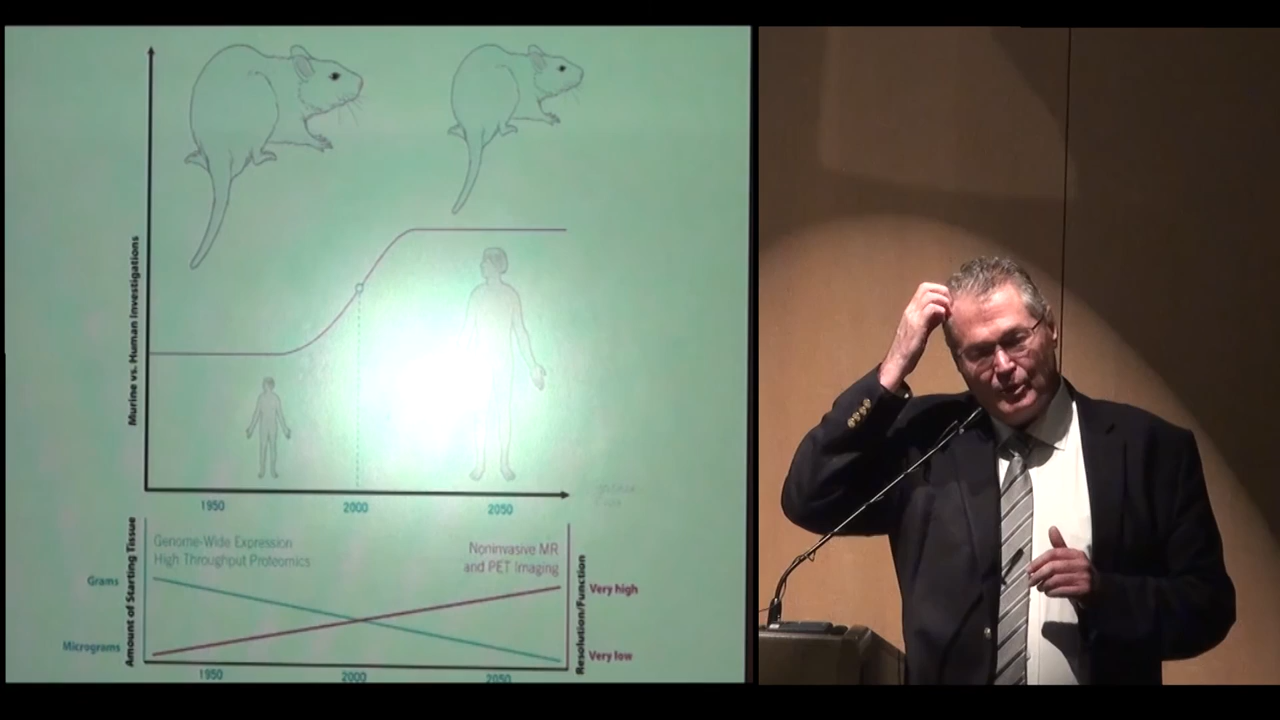 Murine vs. Human Investigations
1950
2000
2050
Amount of Starting Tissue
Grams
Micrograms
Genome-Wide Expression
High Throughput Proteomics
Noninvasive MR
and PET Imaging
Resolution/Function
Very high
Very low
1950
2000
2050